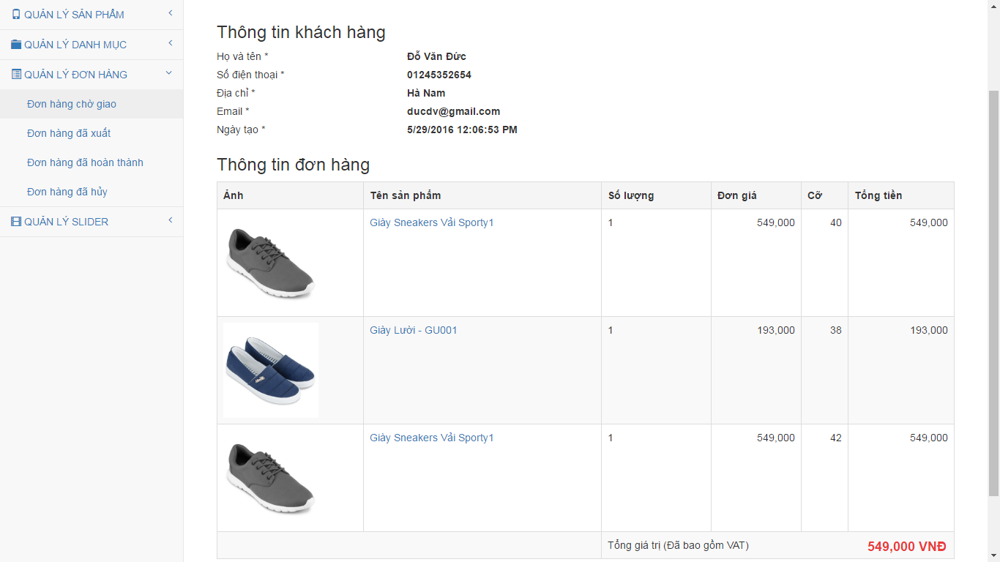 QUẢN LÝ SẢN PHẨM
QUẢN LÝ DANH MỤC
QUẢN LÝ ĐƠN HÀNG
Đơn hàng chờ giao
Đơn hàng đã xuất
Đơn hàng đã hoàn thành
Đơn hàng đã hủy
QUẢN LÝ SLIDER
Thông tin khách hàng
Họ và tên * Đỗ Văn Đức
Số điện thoại * 01245352654
Địa chỉ * Hà Nam
Email * ducdv@gmail.com
Ngày tạo * 5/29/2016 12:06:53 PM
Thông tin đơn hàng
Ảnh Tên sản phẩm Số lượng Đơn giá Cỡ Tổng tiền
Giày Sneakers Vải Sporty1 1 549,000 40 549,000
Giày Lười - GU001 1 193,000 38 193,000
Giày Sneakers Vải Sporty1 1 549,000 42 549,000
Tổng giá trị (Đã bao gồm VAT) 549,000 VNĐ